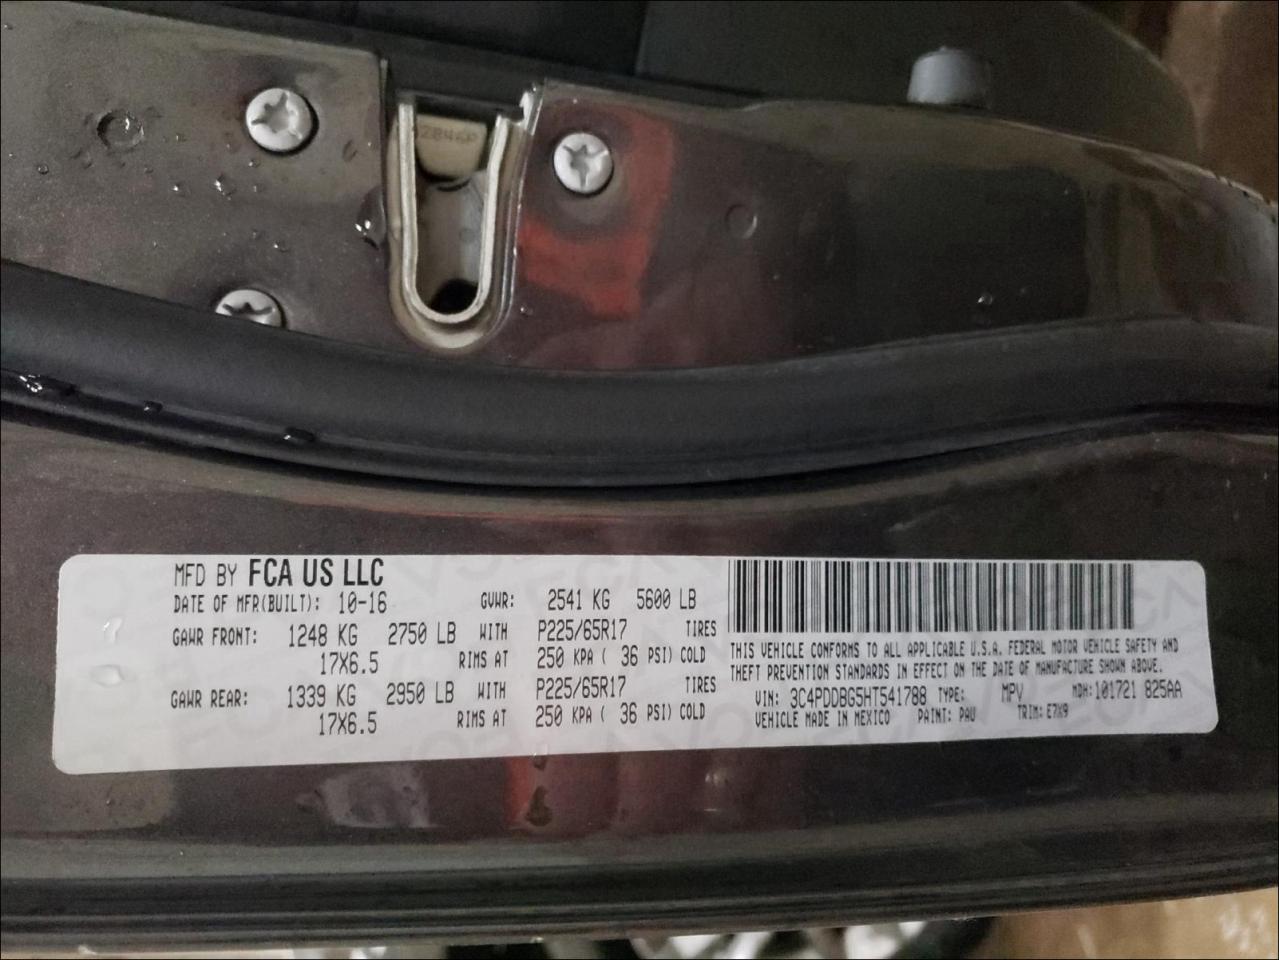 MFD BY FCA US LLC
DATE OF MFR(BUILT): 10-16 GVWR: 2541 KG 5600 LB
GAWR FRONT: 1248 KG 2750 LB WITH P225/65R17 TIRES
17X6.5 RIMS AT 250 KPA ( 36 PSI) COLD
GAWR REAR: 1339 KG 2950 LB WITH P225/65R17 TIRES
17X6.5 RIMS AT 250 KPA ( 36 PSI) COLD
THIS VEHICLE CONFORMS TO ALL APPLICABLE U.S.A. FEDERAL MOTOR VEHICLE SAFETY AND
THEFT PREVENTION STANDARDS IN EFFECT ON THE DATE OF MANUFACTURE SHOWN ABOVE.
VIN: 3C4PDDBG5HT541788 TYPE: MPV MDH: 101721 825AA
VEHICLE MADE IN MEXICO PAINT: PAU TRIM: E7X9